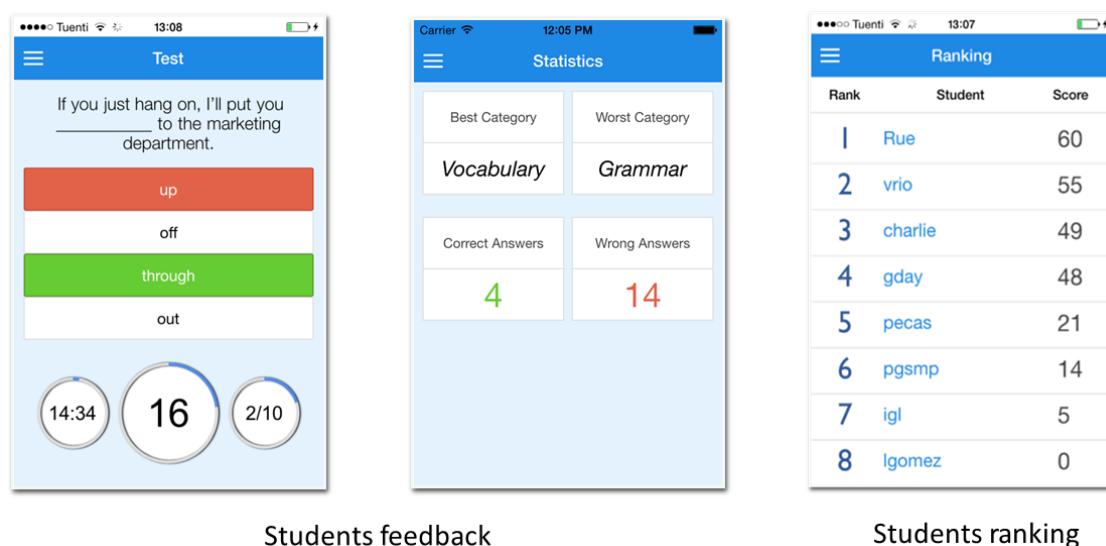 Tuenti 13:08
Test
If you just hang on, I'll put you
____________ to the marketing
department.
up
off
through
out
14:34
16
2/10
Carrier 12:05 PM
Statistics
Best Category Worst Category
Vocabulary Grammar
Correct Answers Wrong Answers
4 14
Tuenti 13:07
Ranking
Rank Student Score
1 Rue 60
2 vrio 55
3 charlie 49
4 gday 48
5 pecas 21
6 pgsmp 14
7 igl 5
8 lgomez 0
Students feedback
Students ranking